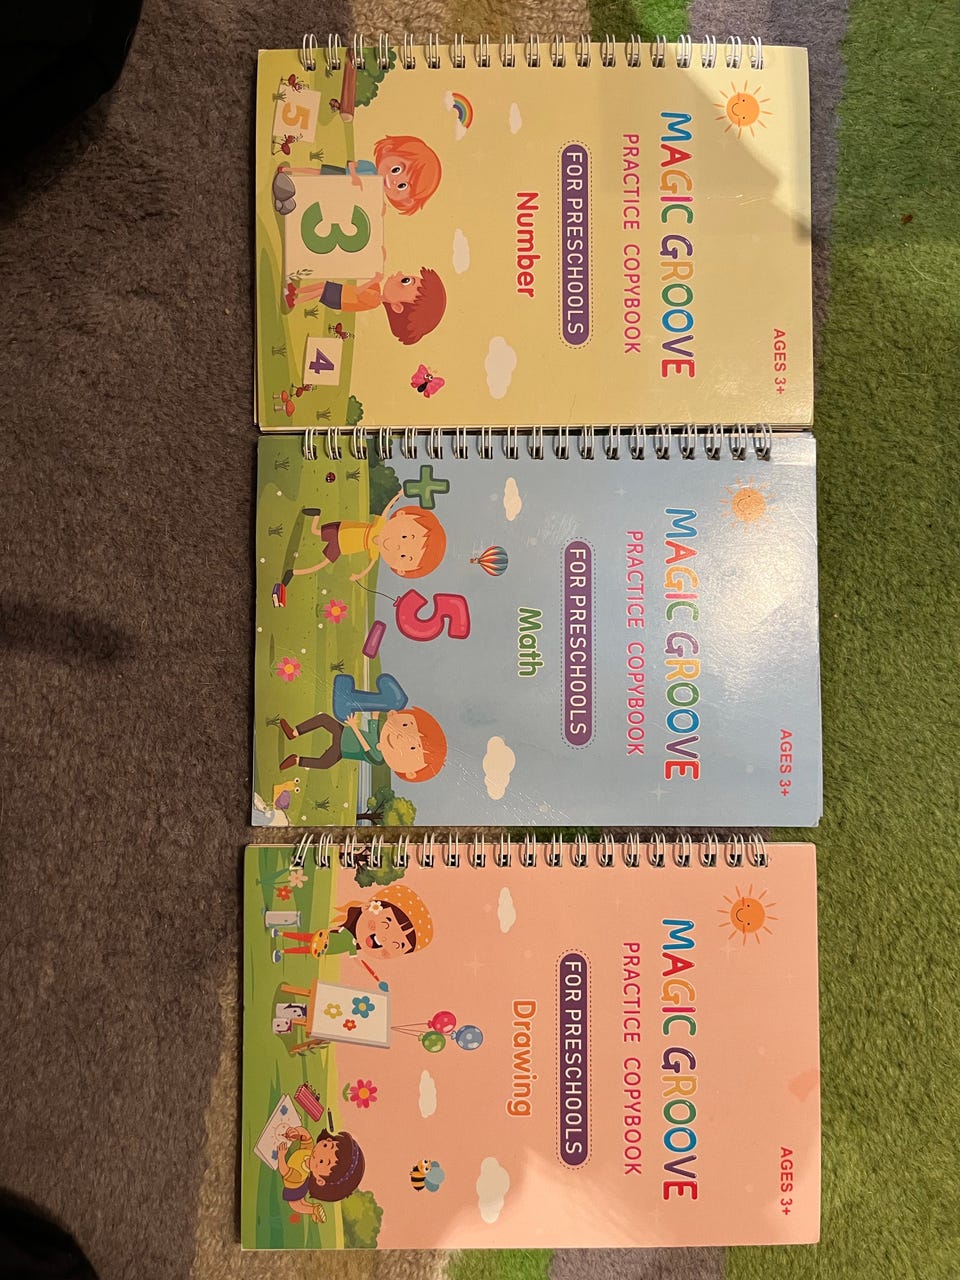 AGES 3+
MAGIC GROOVE
PRACTICE COPYBOOK
FOR PRESCHOOLS
Number
5
3
4
AGES 3+
MAGIC GROOVE
PRACTICE COPYBOOK
FOR PRESCHOOLS
Math
+
5
-
1
AGES 3+
MAGIC GROOVE
PRACTICE COPYBOOK
FOR PRESCHOOLS
Drawing